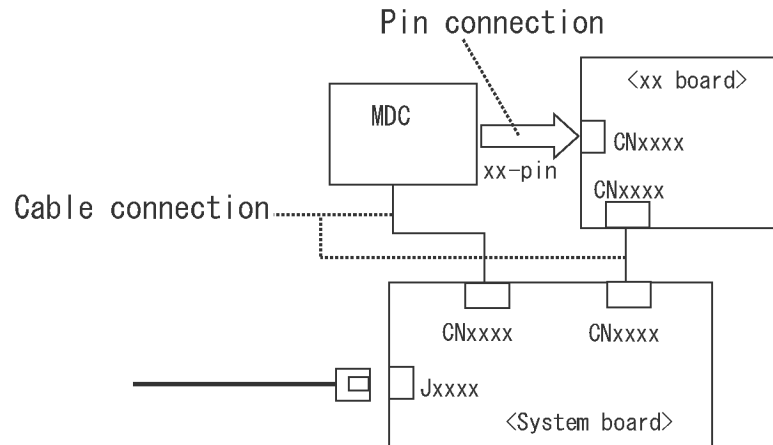 Pin connection
<xx board>
MDC
CNxxxx
xx-pin
CNxxxx
Cable connection
CNxxxx
CNxxxx
Jxxxx
<System board>